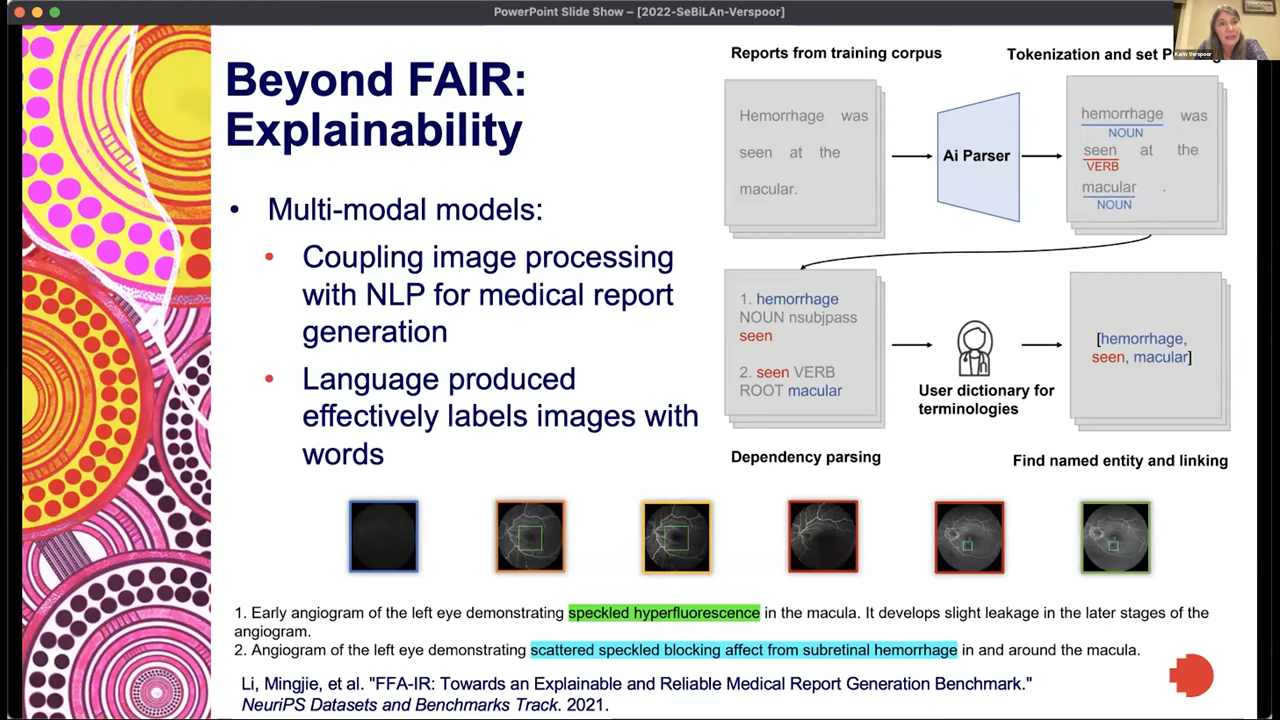 PowerPoint Slide Show – [2022-SeBiLAn-Verspoor]
Karin Verspoor
Beyond FAIR:
Explainability
• Multi-modal models:
• Coupling image processing
with NLP for medical report
generation
• Language produced
effectively labels images with
words
Reports from training corpus
Hemorrhage was
seen at the
macular.
Ai Parser
Tokenization and set
hemorrhage was
NOUN
seen at the
VERB
macular .
NOUN
1. hemorrhage
NOUN nsubjpass
seen
2. seen VERB
ROOT macular
Dependency parsing
User dictionary for
terminologies
[hemorrhage,
seen, macular]
Find named entity and linking
1. Early angiogram of the left eye demonstrating speckled hyperfluorescence in the macula. It develops slight leakage in the later stages of the
angiogram.
2. Angiogram of the left eye demonstrating scattered speckled blocking affect from subretinal hemorrhage in and around the macula.
Li, Mingjie, et al. "FFA-IR: Towards an Explainable and Reliable Medical Report Generation Benchmark."
NeuriPS Datasets and Benchmarks Track. 2021.